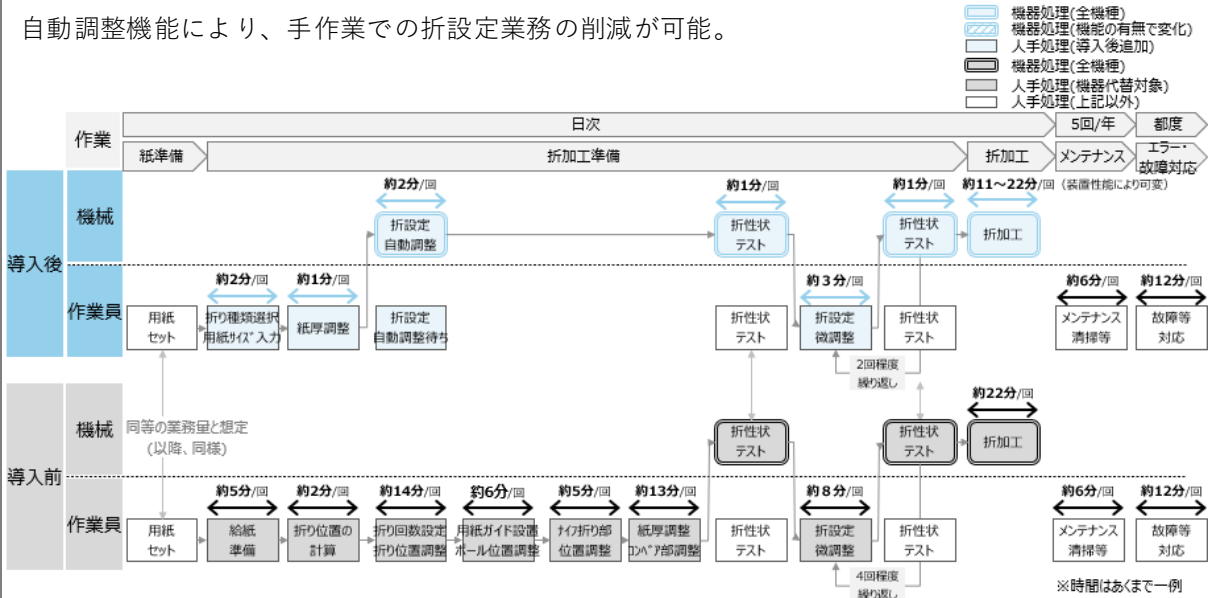 自動調整機能により、手作業での折設定業務の削減が可能。
機器処理(全機種)
機器処理(機能の有無で変化)
人手処理(導入後追加)
機器処理(全機種)
人手処理(機器代替対象)
人手処理(上記以外)
作業
日次
5回/年
都度
紙準備
折加工準備
折加工
メンテナンス
エラー・
故障対応
導入後
機械
約2分/回
約1分/回
約1分/回
約11～22分/回
(装置性能により可変)
折設定
自動調整
折性状
テスト
折性状
テスト
折加工
作業員
約2分/回
約1分/回
約3分/回
約6分/回
約12分/回
用紙
セット
折り種類選択
用紙サイズ入力
紙厚調整
折設定
自動調整待ち
折性状
テスト
折設定
微調整
折性状
テスト
メンテナンス
清掃等
故障等
対応
2回程度
繰り返し
導入前
機械
同等の業務量と想定
(以降、同様)
折性状
テスト
折性状
テスト
約22分/回
折加工
作業員
約5分/回
約2分/回
約14分/回
約6分/回
約5分/回
約13分/回
約8分/回
約6分/回
約12分/回
用紙
セット
給紙
準備
折り位置の
計算
折り回数設定
折り位置調整
用紙ガイド設置
ボール位置調整
ナイフ折り部
位置調整
紙厚調整
コンベア部調整
折性状
テスト
折設定
微調整
折性状
テスト
メンテナンス
清掃等
故障等
対応
4回程度
繰り返し
※時間はあくまで一例